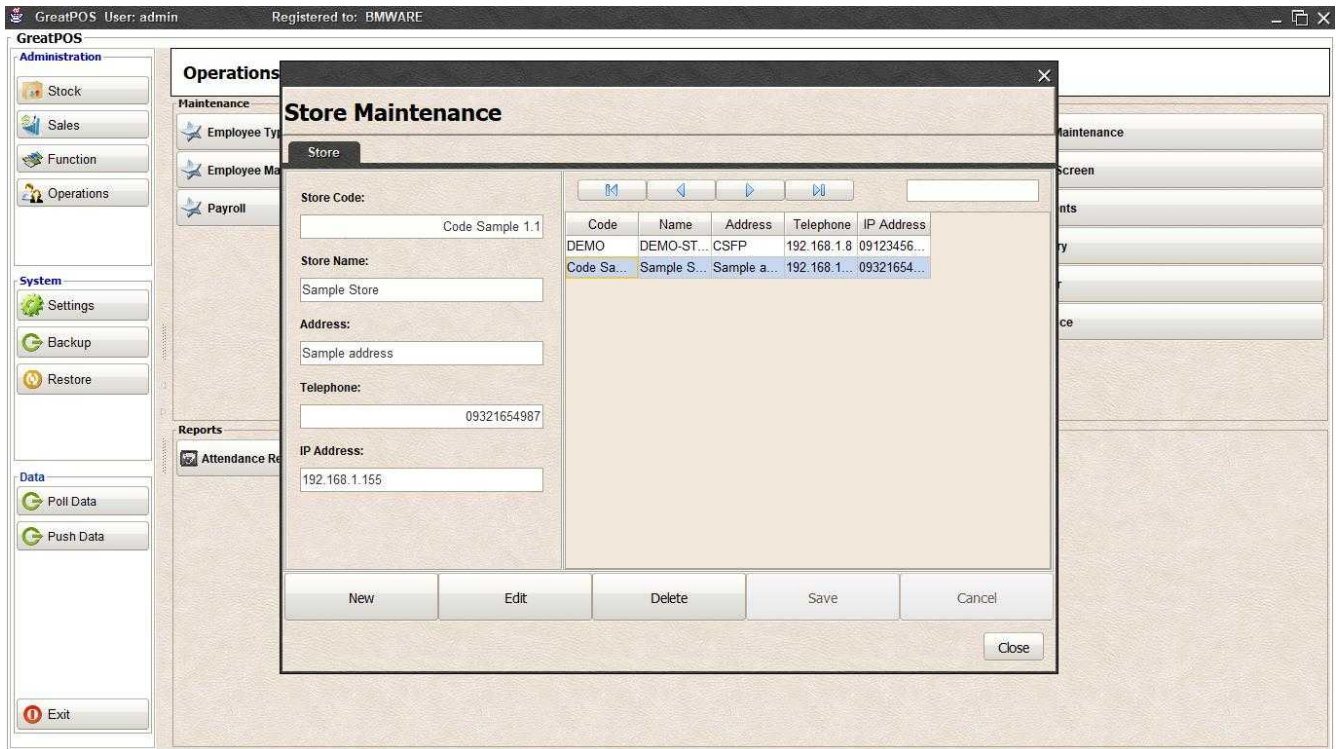 GreatPOS User: admin Registered to: BMWARE
GreatPOS
Administration
Stock
Sales
Function
Operations
System
Settings
Backup
Restore
Data
Poll Data
Push Data
Exit
Operations
Maintenance
Employee Ty
Employee Ma
Payroll
Reports
Attendance Re
Maintenance
Screen
nts
ry
r
ce
Store Maintenance
Store
Store Code:
Code Sample 1.1
Store Name:
Sample Store
Address:
Sample address
Telephone:
09321654987
IP Address:
192.168.1.155
Code Name Address Telephone IP Address
DEMO DEMO-ST... CSFP 192.168.1.8 09123456...
Code Sa... Sample S... Sample a... 192.168.1... 09321654...
New Edit Delete Save Cancel
Close